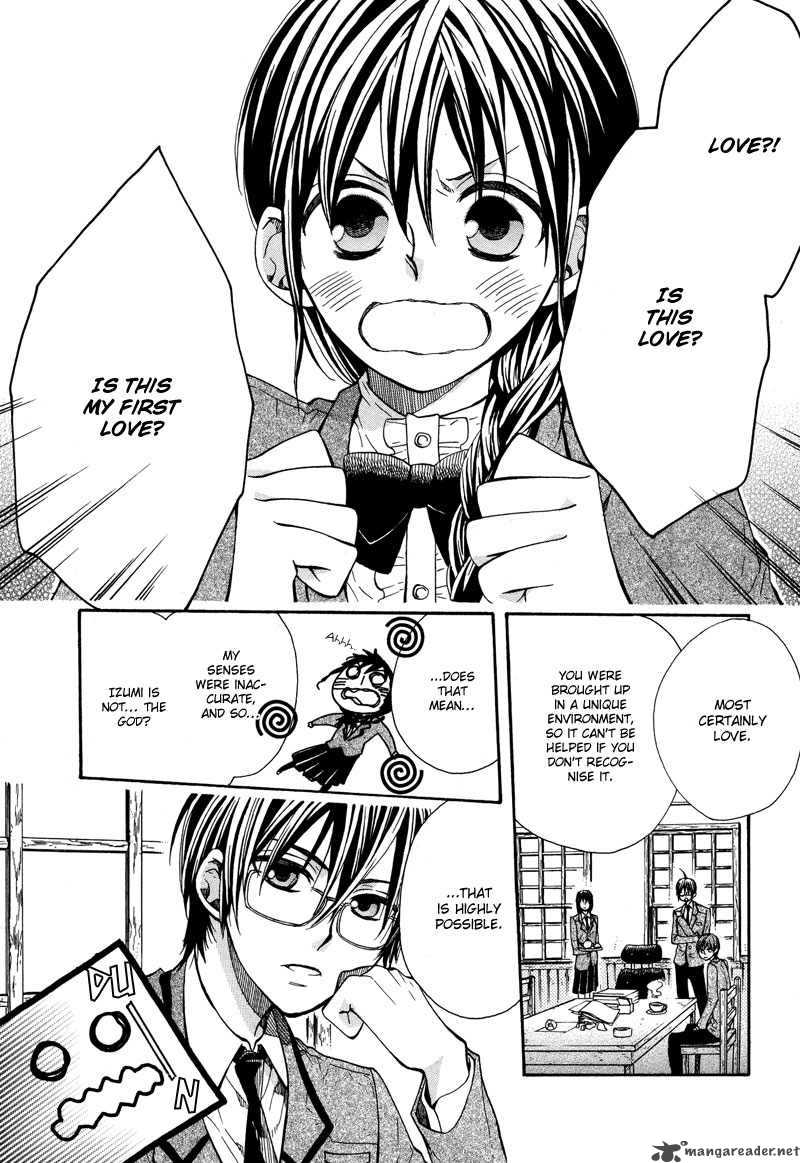 LOVE?!
IS
THIS
LOVE?
IS THIS
MY FIRST
LOVE?
MOST
CERTAINLY
LOVE.
YOU WERE
BROUGHT UP
IN A UNIQUE
ENVIRONMENT,
SO IT CAN'T BE
HELPED IF YOU
DON'T RECOG-
NISE IT.
...DOES
THAT
MEAN...
Ahhh...
MY
SENSES
WERE INAC-
CURATE,
AND SO...
IZUMI IS
NOT... THE
GOD?
...THAT
IS HIGHLY
POSSIBLE.
DU
N
mangareader.net